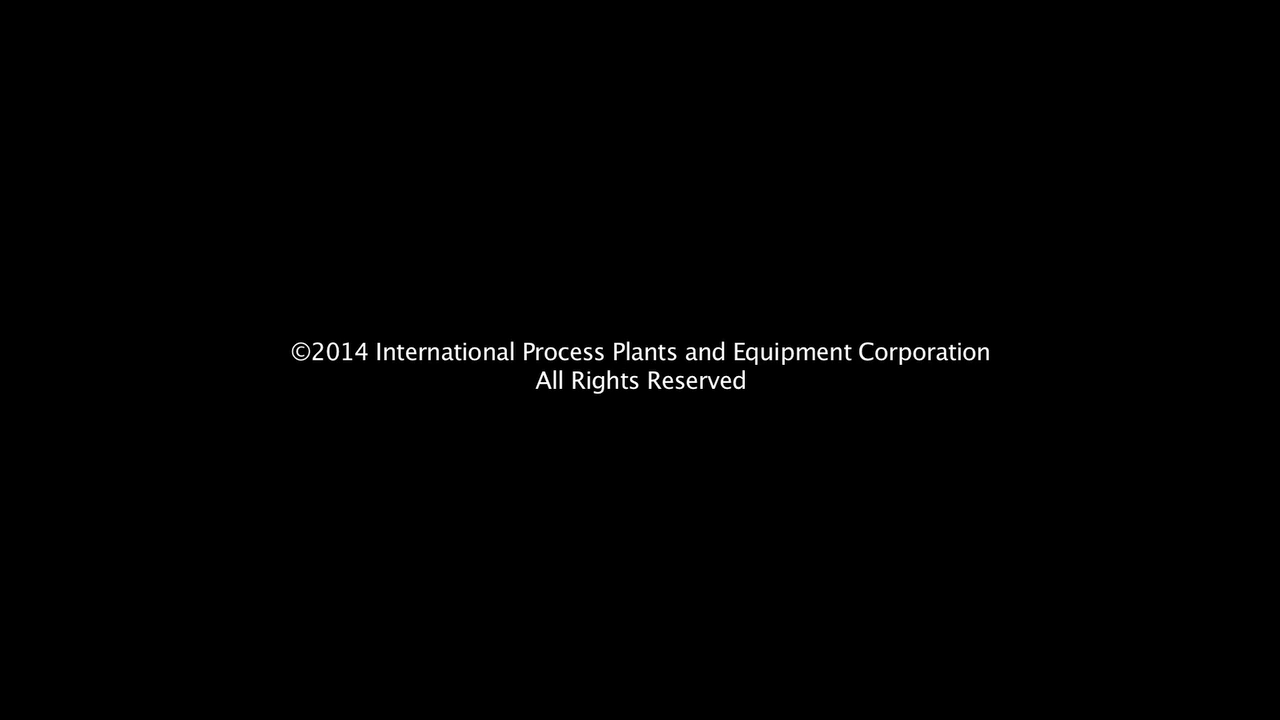 ©2014 International Process Plants and Equipment Corporation
All Rights Reserved